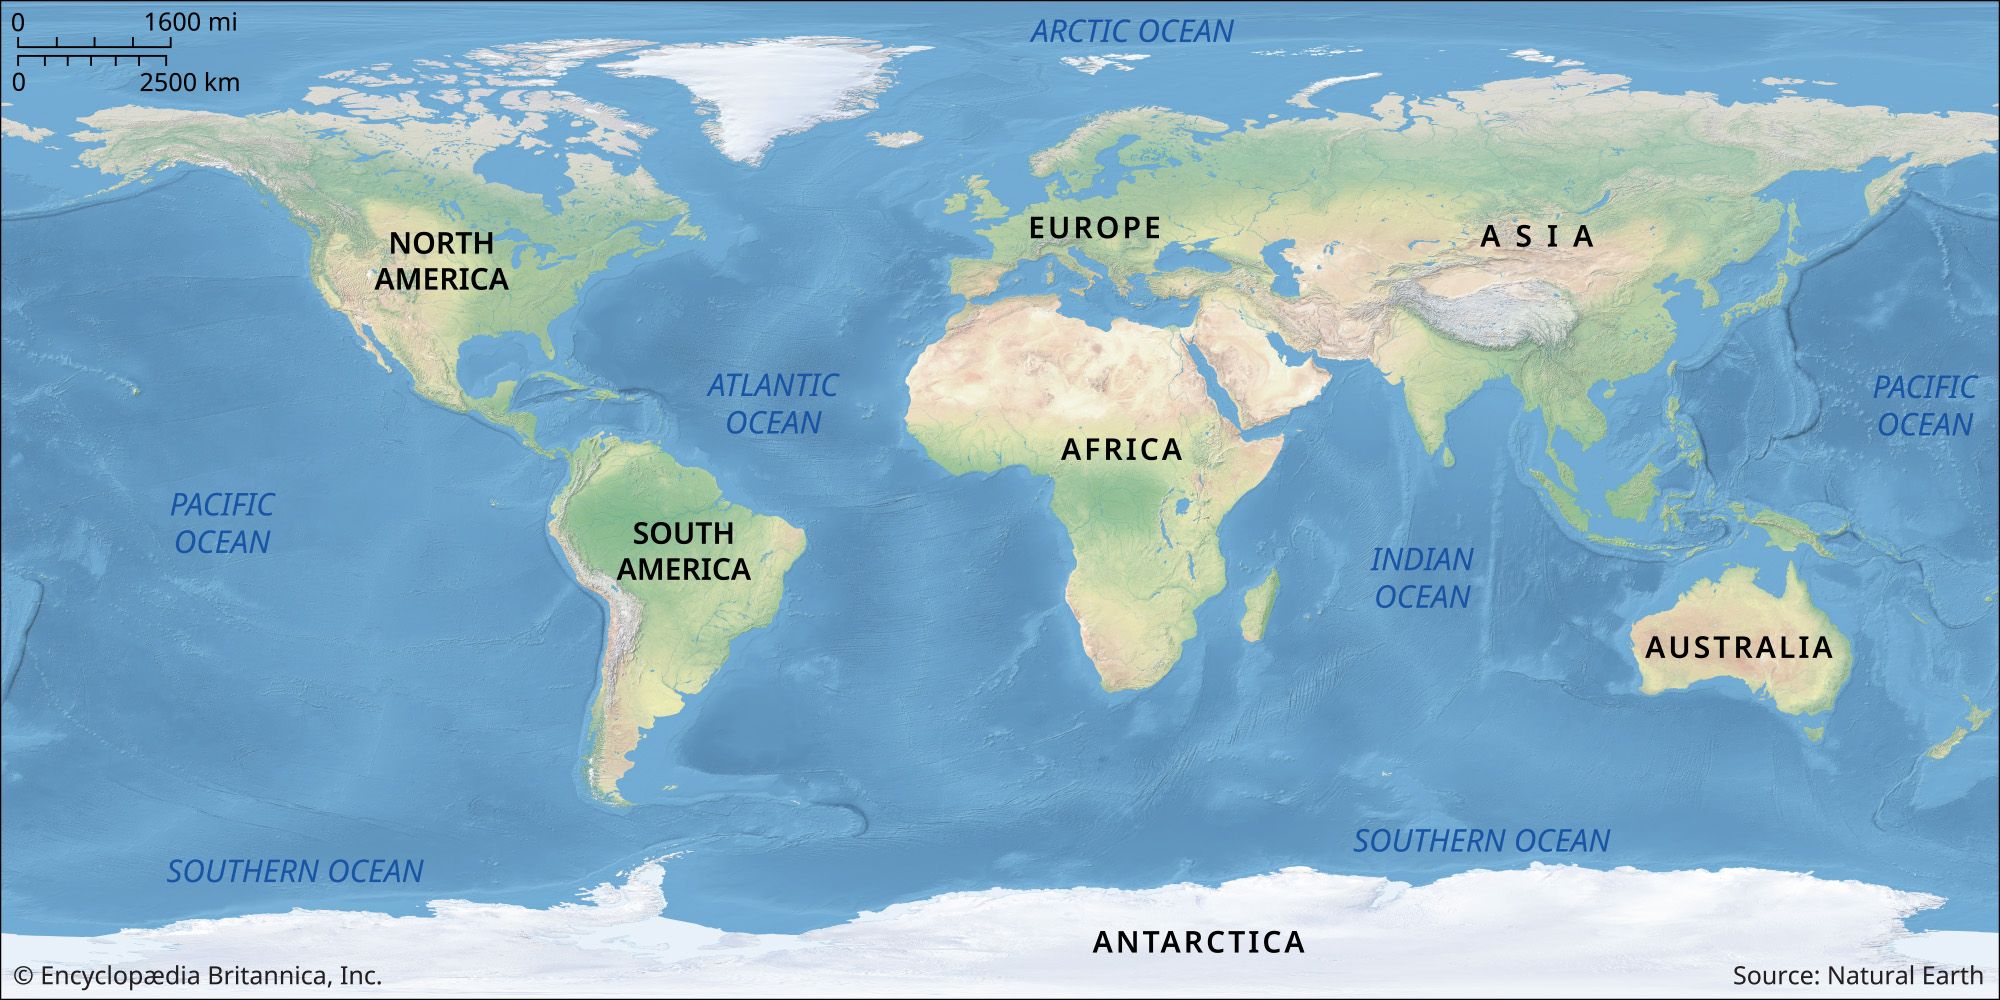 0 1600 mi
0 2500 km
ARCTIC OCEAN
NORTH
AMERICA
EUROPE
ASIA
ATLANTIC
OCEAN
PACIFIC
OCEAN
AFRICA
PACIFIC
OCEAN
SOUTH
AMERICA
INDIAN
OCEAN
AUSTRALIA
SOUTHERN OCEAN
SOUTHERN OCEAN
ANTARCTICA
© Encyclopædia Britannica, Inc.
Source: Natural Earth